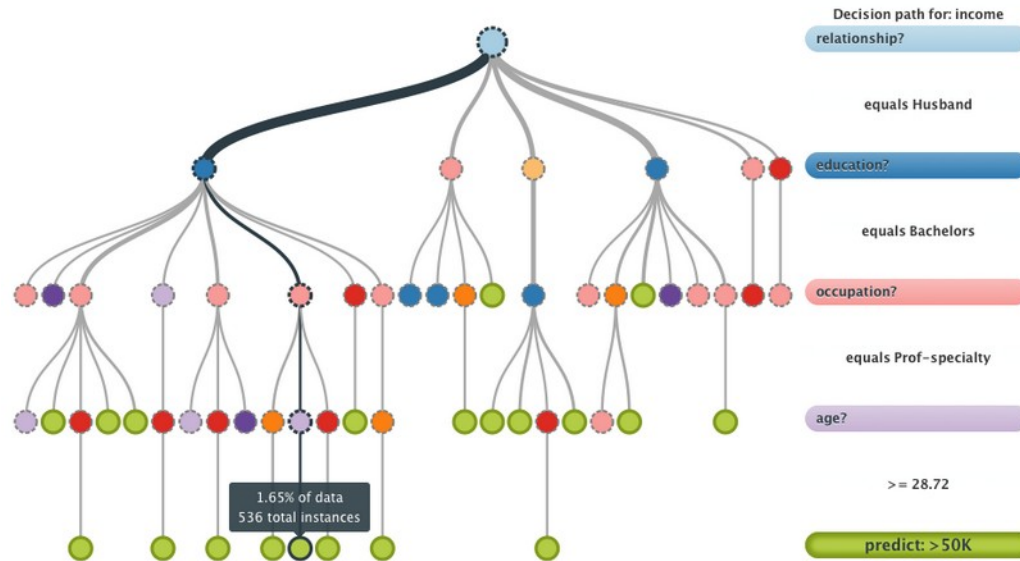 Decision path for: income
relationship?
equals Husband
education?
equals Bachelors
occupation?
equals Prof-specialty
age?
>= 28.72
predict: >50K
1.65% of data
536 total instances